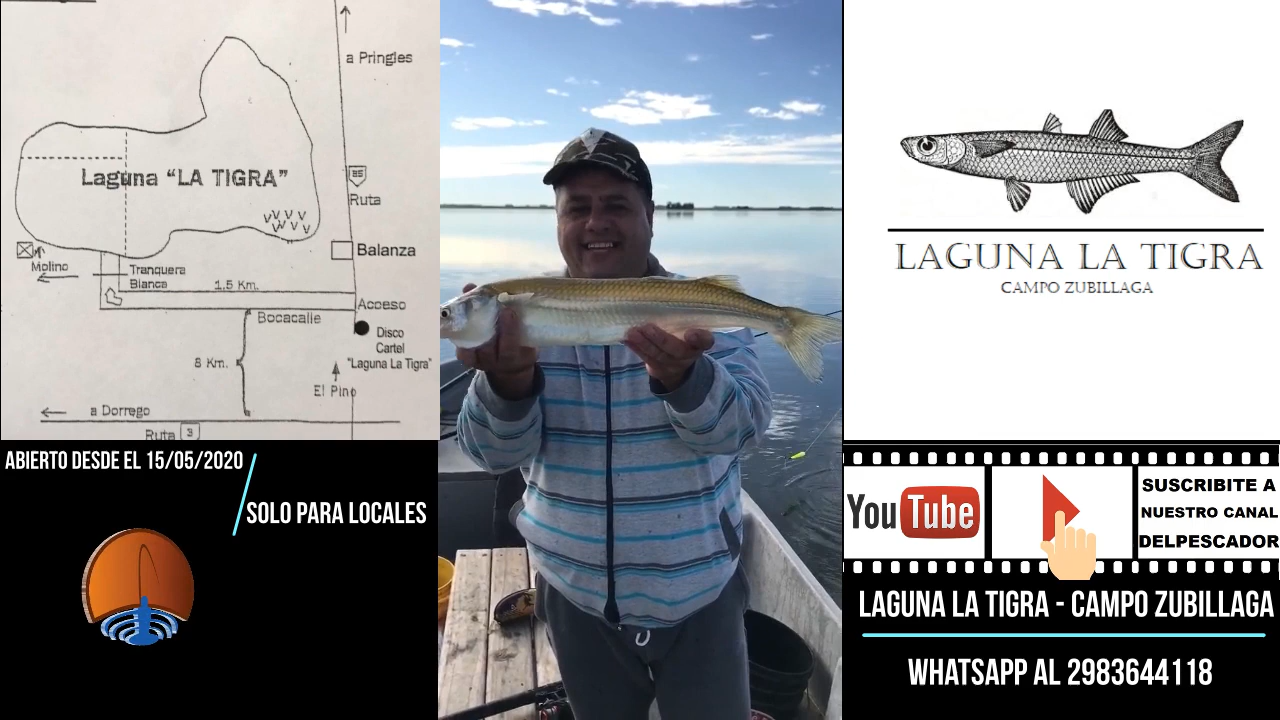 a Pringles
Laguna "LA TIGRA"
85
Ruta
Balanza
Molino
Tranquera
Blanca
1,5 Km.
Acceso
Bocacalle
Disco
Cartel
"Laguna La Tigra"
8 Km.
El Pino
a Dorrego
Ruta 3
ABIERTO DESDE EL 15/05/2020
SOLO PARA LOCALES
LAGUNA LA TIGRA
CAMPO ZUBILLAGA
YouTube
SUSCRIBITE A
NUESTRO CANAL
DELPESCADOR
LAGUNA LA TIGRA - CAMPO ZUBILLAGA
WHATSAPP AL 2983644118